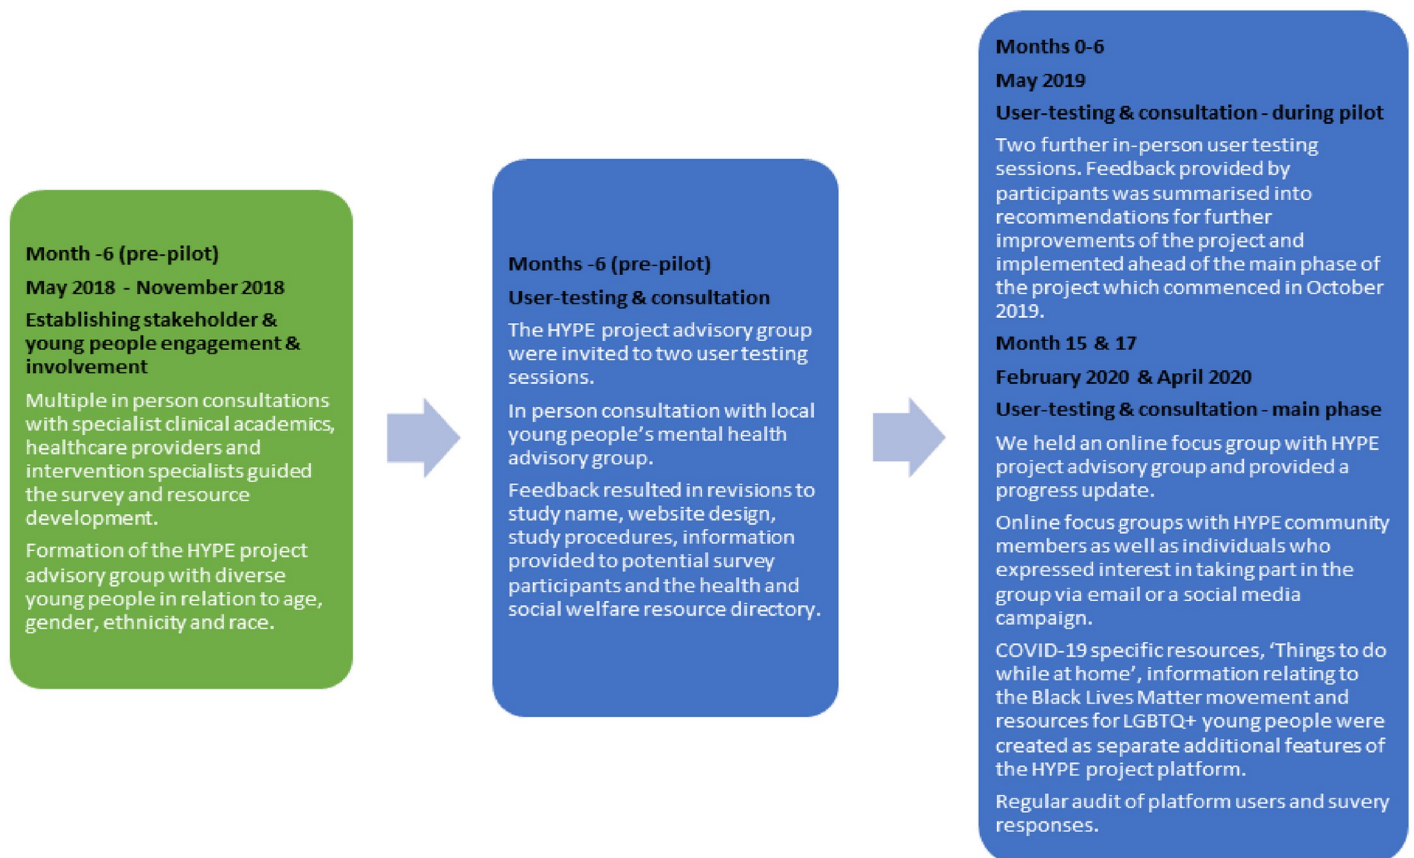 Month -6 (pre-pilot)
May 2018 - November 2018
Establishing stakeholder &
young people engagement &
involvement
Multiple in person consultations
with specialist clinical academics,
healthcare providers and
intervention specialists guided
the survey and resource
development.
Formation of the HYPE project
advisory group with diverse
young people in relation to age,
gender, ethnicity and race.
Months -6 (pre-pilot)
User-testing & consultation
The HYPE project advisory group
were invited to two user testing
sessions.
In person consultation with local
young people's mental health
advisory group.
Feedback resulted in revisions to
study name, website design,
study procedures, information
provided to potential survey
participants and the health and
social welfare resource directory.
Months 0-6
May 2019
User-testing & consultation - during pilot
Two further in-person user testing
sessions. Feedback provided by
participants was summarised into
recommendations for further
improvements of the project and
implemented ahead of the main phase of
the project which commenced in October
2019.
Month 15 & 17
February 2020 & April 2020
User-testing & consultation - main phase
We held an online focus group with HYPE
project advisory group and provided a
progress update.
Online focus groups with HYPE community
members as well as individuals who
expressed interest in taking part in the
group via email or a social media
campaign.
COVID-19 specific resources, 'Things to do
while at home', information relating to
the Black Lives Matter movement and
resources for LGBTQ+ young people were
created as separate additional features of
the HYPE project platform.
Regular audit of platform users and suvery
responses.